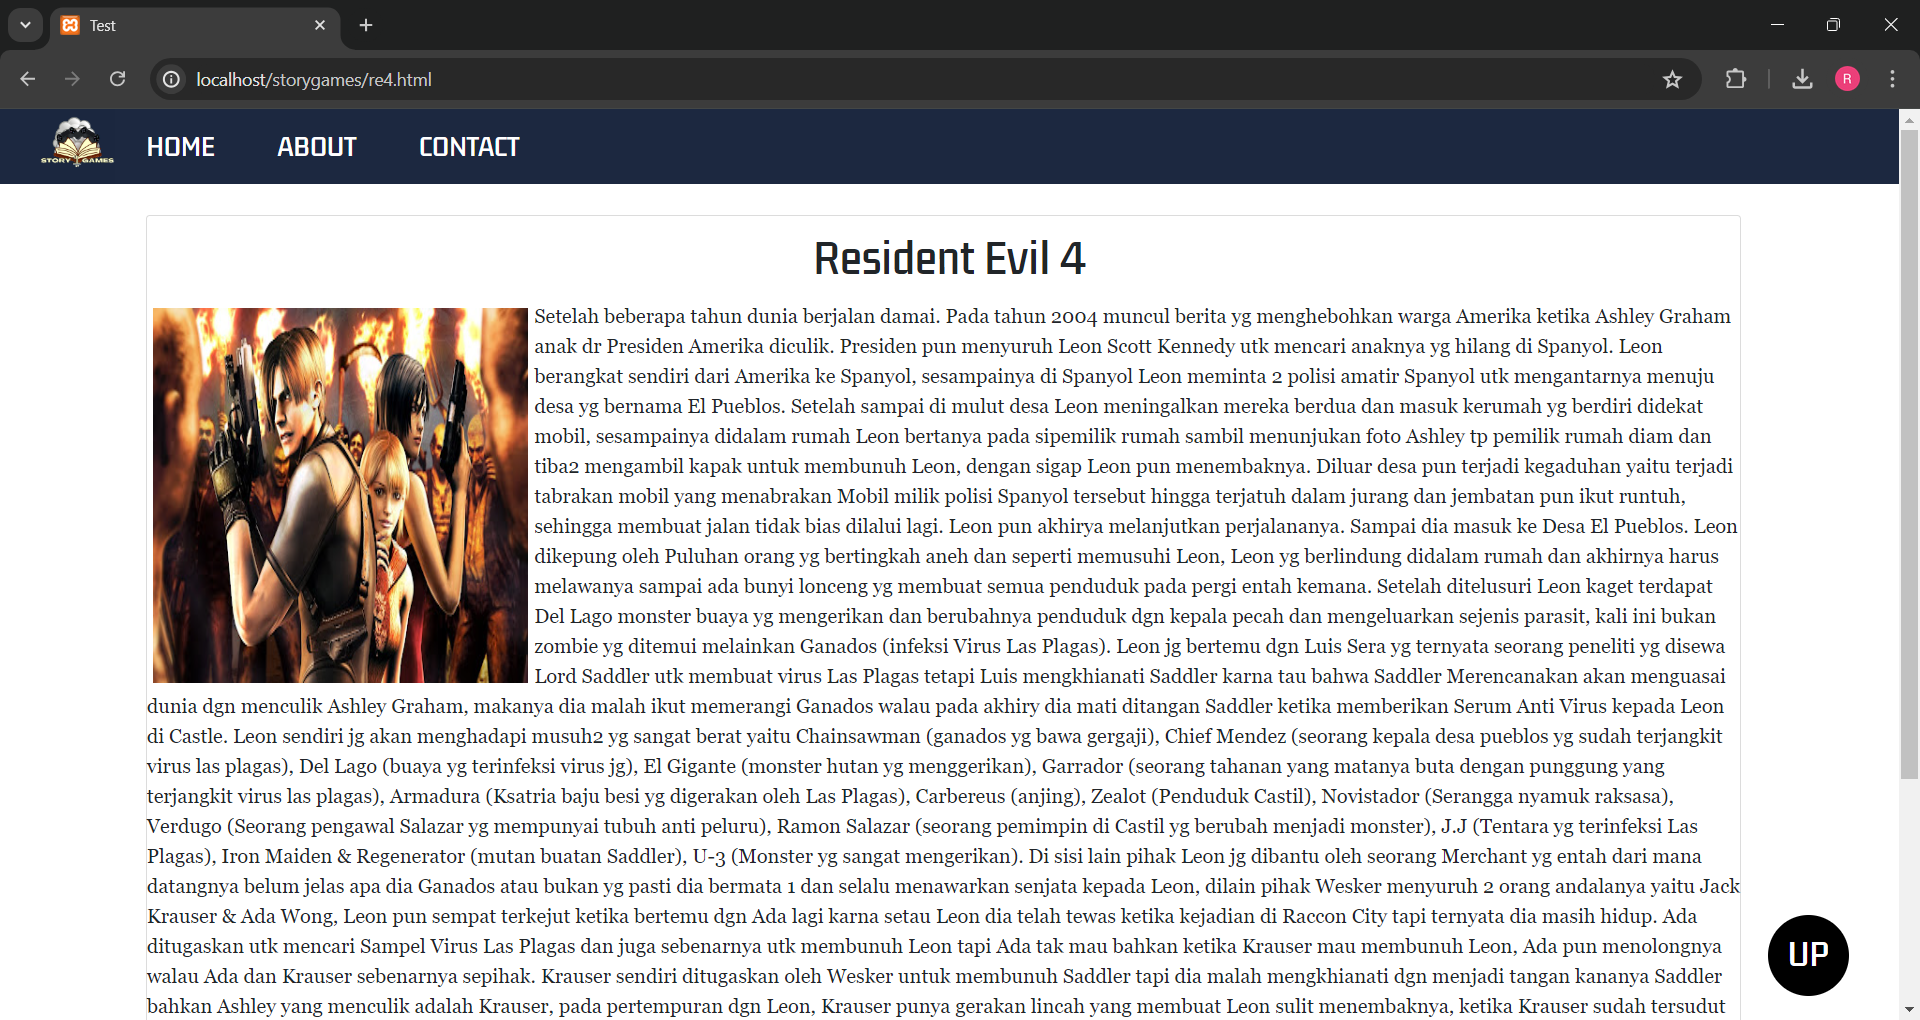 Test
localhost/storygames/re4.html
R
STORY GAMES
HOME
ABOUT
CONTACT
Resident Evil 4
Setelah beberapa tahun dunia berjalan damai. Pada tahun 2004 muncul berita yg menghebohkan warga Amerika ketika Ashley Graham
anak dr Presiden Amerika diculik. Presiden pun menyuruh Leon Scott Kennedy utk mencari anaknya yg hilang di Spanyol. Leon
berangkat sendiri dari Amerika ke Spanyol, sesampainya di Spanyol Leon meminta 2 polisi amatir Spanyol utk mengantarnya menuju
desa yg bernama El Pueblos. Setelah sampai di mulut desa Leon meningalkan mereka berdua dan masuk kerumah yg berdiri didekat
mobil, sesampainya didalam rumah Leon bertanya pada sipemilik rumah sambil menunjukan foto Ashley tp pemilik rumah diam dan
tiba2 mengambil kapak untuk membunuh Leon, dengan sigap Leon pun menembaknya. Diluar desa pun terjadi kegaduhan yaitu terjadi
tabrakan mobil yang menabrakan Mobil milik polisi Spanyol tersebut hingga terjatuh dalam jurang dan jembatan pun ikut runtuh,
sehingga membuat jalan tidak bias dilalui lagi. Leon pun akhirya melanjutkan perjalananya. Sampai dia masuk ke Desa El Pueblos. Leon
dikepung oleh Puluhan orang yg bertingkah aneh dan seperti memusuhi Leon, Leon yg berlindung didalam rumah dan akhirnya harus
melawanya sampai ada bunyi lonceng yg membuat semua penduduk pada pergi entah kemana. Setelah ditelusuri Leon kaget terdapat
Del Lago monster buaya yg mengerikan dan berubahnya penduduk dgn kepala pecah dan mengeluarkan sejenis parasit, kali ini bukan
zombie yg ditemui melainkan Ganados (infeksi Virus Las Plagas). Leon jg bertemu dgn Luis Sera yg ternyata seorang peneliti yg disewa
Lord Saddler utk membuat virus Las Plagas tetapi Luis mengkhianati Saddler karna tau bahwa Saddler Merencanakan akan menguasai
dunia dgn menculik Ashley Graham, makanya dia malah ikut memerangi Ganados walau pada akhiry dia mati ditangan Saddler ketika memberikan Serum Anti Virus kepada Leon
di Castle. Leon sendiri jg akan menghadapi musuh2 yg sangat berat yaitu Chainsawman (ganados yg bawa gergaji), Chief Mendez (seorang kepala desa pueblos yg sudah terjangkit
virus las plagas), Del Lago (buaya yg terinfeksi virus jg), El Gigante (monster hutan yg menggerikan), Garrador (seorang tahanan yang matanya buta dengan punggung yang
terjangkit virus las plagas), Armadura (Ksatria baju besi yg digerakan oleh Las Plagas), Carbereus (anjing), Zealot (Penduduk Castil), Novistador (Serangga nyamuk raksasa),
Verdugo (Seorang pengawal Salazar yg mempunyai tubuh anti peluru), Ramon Salazar (seorang pemimpin di Castil yg berubah menjadi monster), J.J (Tentara yg terinfeksi Las
Plagas), Iron Maiden & Regenerator (mutan buatan Saddler), U-3 (Monster yg sangat mengerikan). Di sisi lain pihak Leon jg dibantu oleh seorang Merchant yg entah dari mana
datangnya belum jelas apa dia Ganados atau bukan yg pasti dia bermata 1 dan selalu menawarkan senjata kepada Leon, dilain pihak Wesker menyuruh 2 orang andalanya yaitu Jack
Krauser & Ada Wong, Leon pun sempat terkejut ketika bertemu dgn Ada lagi karna setau Leon dia telah tewas ketika kejadian di Raccon City tapi ternyata dia masih hidup. Ada
ditugaskan utk mencari Sampel Virus Las Plagas dan juga sebenarnya utk membunuh Leon tapi Ada tak mau bahkan ketika Krauser mau membunuh Leon, Ada pun menolongnya
walau Ada dan Krauser sebenarnya sepihak. Krauser sendiri ditugaskan oleh Wesker untuk membunuh Saddler tapi dia malah mengkhianati dgn menjadi tangan kananya Saddler
bahkan Ashley yang menculik adalah Krauser, pada pertempuran dgn Leon, Krauser punya gerakan lincah yang membuat Leon sulit menembaknya, ketika Krauser sudah tersudut
UP